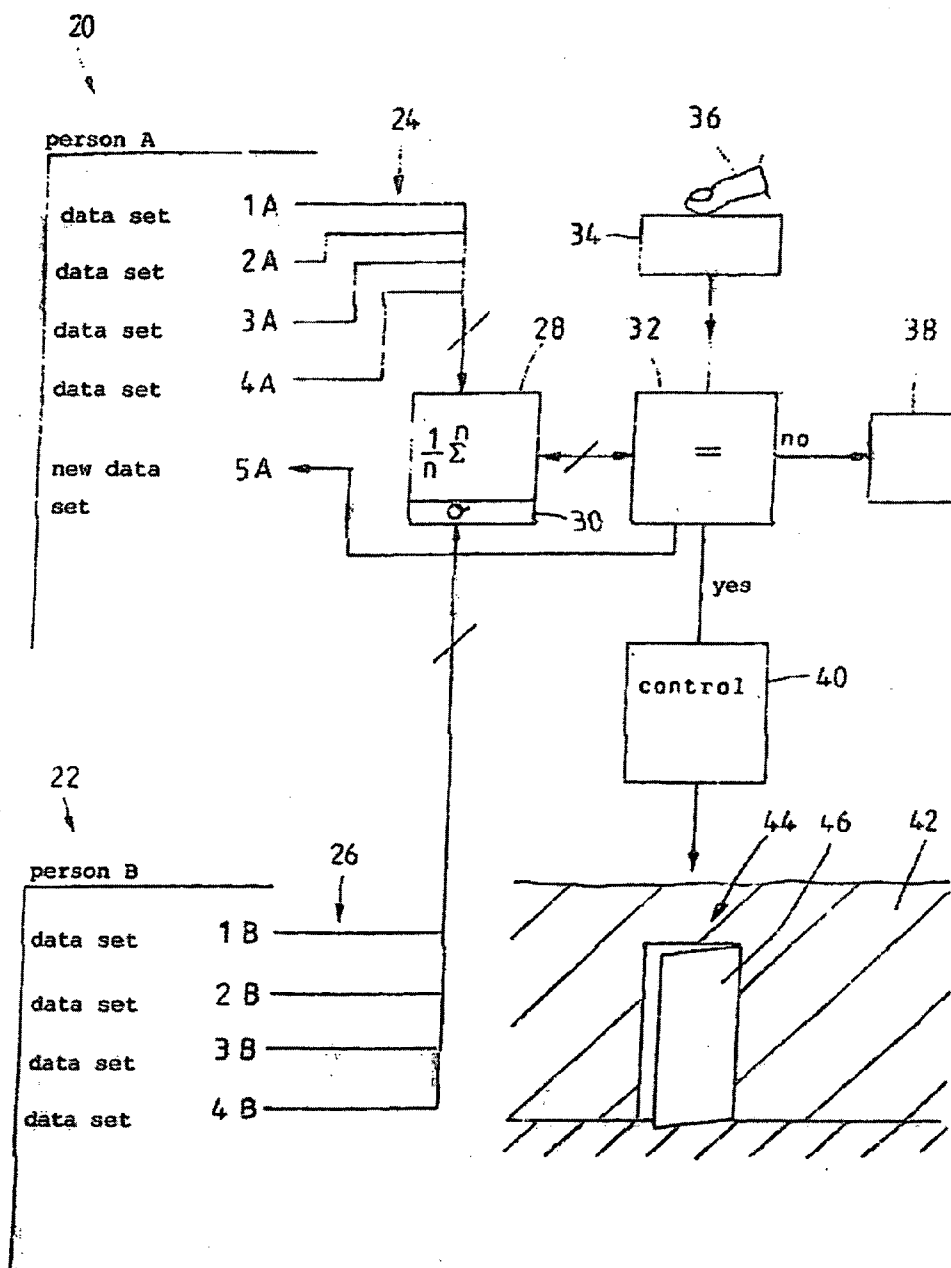 20
person A
24
36
data set 1A
34
data set 2A
data set 3A
28
32
38
data set 4A
1/n Σ n
=
no
new data set 5A
σ
30
yes
control
40
22
44
46
42
person B
26
data set 1 B
data set 2 B
data set 3 B
data set 4 B